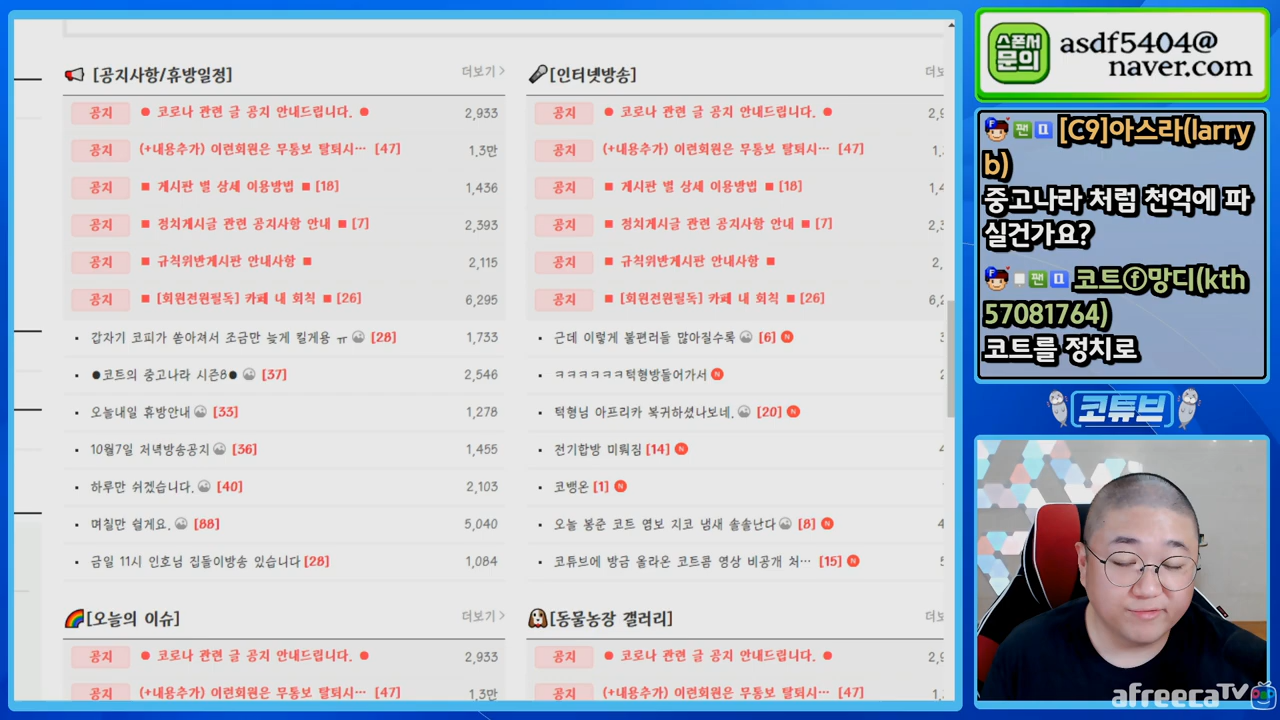 [공지사항/휴방일정]
더보기 >
공지 ● 코로나 관련 글 공지 안내드립니다. ● 2,933
공지 (+내용추가) 이런회원은 무통보 탈퇴시… [47] 1,3만
공지 ■ 게시판 별 상세 이용방법 ■ [18] 1,436
공지 ■ 정치게시글 관련 공지사항 안내 ■ [7] 2,393
공지 ■ 규칙위반게시판 안내사항 ■ 2,115
공지 ■ [회원전원필독] 카페 내 회칙 ■ [26] 6,295
• 갑자기 코피가 쏟아져서 조금만 늦게 킬게용 ㅠ [28] 1,733
• ●코트의 중고나라 시즌8● [37] 2,546
• 오늘내일 휴방안내 [33] 1,278
• 10월7일 저녁방송공지 [36] 1,455
• 하루만 쉬겠습니다. [40] 2,103
• 며칠만 쉴게요. [88] 5,040
• 금일 11시 인호님 집들이방송 있습니다 [28] 1,084
[오늘의 이슈]
더보기 >
공지 ● 코로나 관련 글 공지 안내드립니다. ● 2,933
공지 (+내용추가) 이런회원은 무통보 탈퇴시… [47] 1,3만
[인터넷방송]
더보
공지 ● 코로나 관련 글 공지 안내드립니다. ● 2,9
공지 (+내용추가) 이런회원은 무통보 탈퇴시… [47] 1,
공지 ■ 게시판 별 상세 이용방법 ■ [18] 1,4
공지 ■ 정치게시글 관련 공지사항 안내 ■ [7] 2,3
공지 ■ 규칙위반게시판 안내사항 ■ 2,
공지 ■ [회원전원필독] 카페 내 회칙 ■ [26] 6,2
• 근데 이렇게 불편러들 많아질수록 [6] N
• ㅋㅋㅋㅋㅋㅋ턱형방들어가서 N
• 턱형님 아프리카 복귀하셨나보네. [20] N
• 전기합방 미뤄짐 [14] N
• 코뱅온 [1] N
• 오늘 봉준 코트 염보 지코 냄새 솔솔난다 [8] N
• 코튜브에 방금 올라온 코트콤 영상 비공개 처… [15] N
[동물농장 갤러리]
더보
공지 ● 코로나 관련 글 공지 안내드립니다. ● 2,9
공지 (+내용추가) 이런회원은 무통보 탈퇴시… [47] 1,
스폰서
문의
asdf5404@
naver.com
팬 [C9]아스라(larry
b)
중고나라 처럼 천억에 파
실건가요?
팬 코트ⓕ망디(kth
57081764)
코트를 정치로
코튜브
afreecaTV